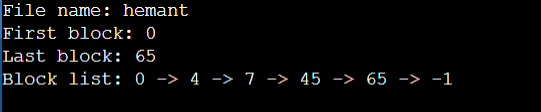 File name: hemant
First block: 0
Last block: 65
Block list: 0 -> 4 -> 7 -> 45 -> 65 -> -1